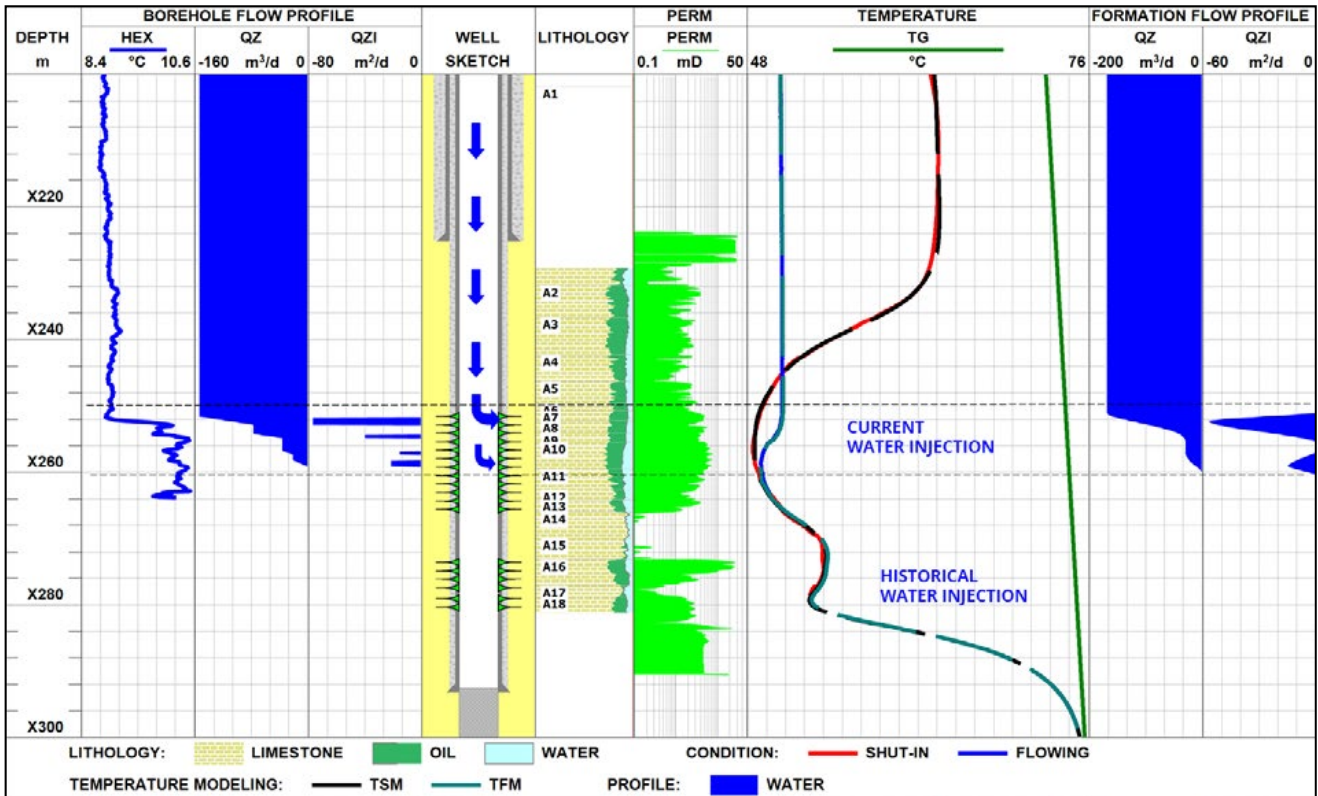 BOREHOLE FLOW PROFILE PERM TEMPERATURE FORMATION FLOW PROFILE
DEPTH HEX QZ QZI WELL SKETCH LITHOLOGY PERM TG QZ QZI
m 8.4 °C 10.6 -160 m³/d 0 -80 m²/d 0 0.1 mD 50 48 °C 76 -200 m³/d 0 -60 m²/d 0
A1
X220
A2
A3
X240
A4
A5
A6
A7
A8
CURRENT
WATER INJECTION
A9
A10
X260
A11
A12
A13
A14
A15
A16
HISTORICAL
WATER INJECTION
A17
X280
A18
X300
LITHOLOGY: LIMESTONE OIL WATER CONDITION: SHUT-IN FLOWING
TEMPERATURE MODELING: TSM TFM PROFILE: WATER